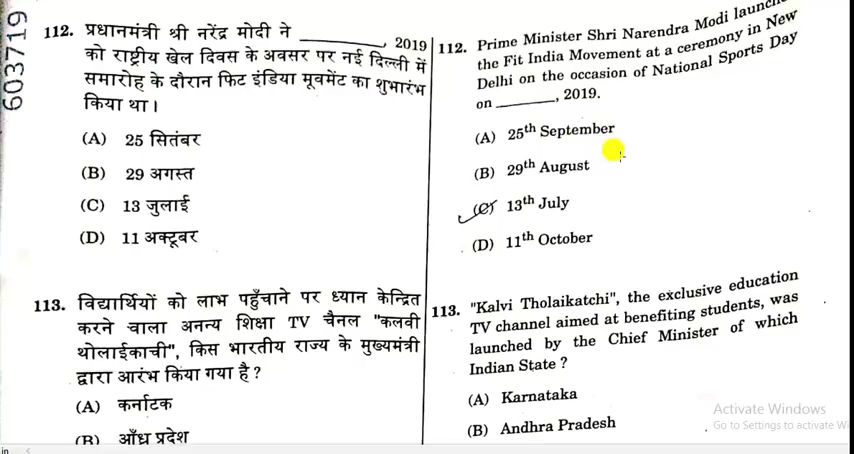 603719
112. प्रधानमंत्री श्री नरेंद्र मोदी ने ________, 2019
को राष्ट्रीय खेल दिवस के अवसर पर नई दिल्ली में
समारोह के दौरान फिट इंडिया मूवमेंट का शुभारंभ
किया था।
(A) 25 सितंबर
(B) 29 अगस्त
(C) 13 जुलाई
(D) 11 अक्टूबर
113. विद्यार्थियों को लाभ पहुँचाने पर ध्यान केन्द्रित
करने वाला अनन्य शिक्षा TV चैनल "कलवी
थोलाईकाची", किस भारतीय राज्य के मुख्यमंत्री
द्वारा आरंभ किया गया है?
(A) कर्नाटक
(B) आँध्र प्रदेश
112. Prime Minister Shri Narendra Modi
the Fit India Movement at a ceremony in New
Delhi on the occasion of National Sports Day
on ________, 2019.
(A) 25th September
(B) 29th August
(C) 13th July
(D) 11th October
113. "Kalvi Tholaikatchi", the exclusive education
TV channel aimed at benefiting students, was
launched by the Chief Minister of which
Indian State ?
(A) Karnataka
(B) Andhra Pradesh
Activate Windows
Go to Settings to activate
in